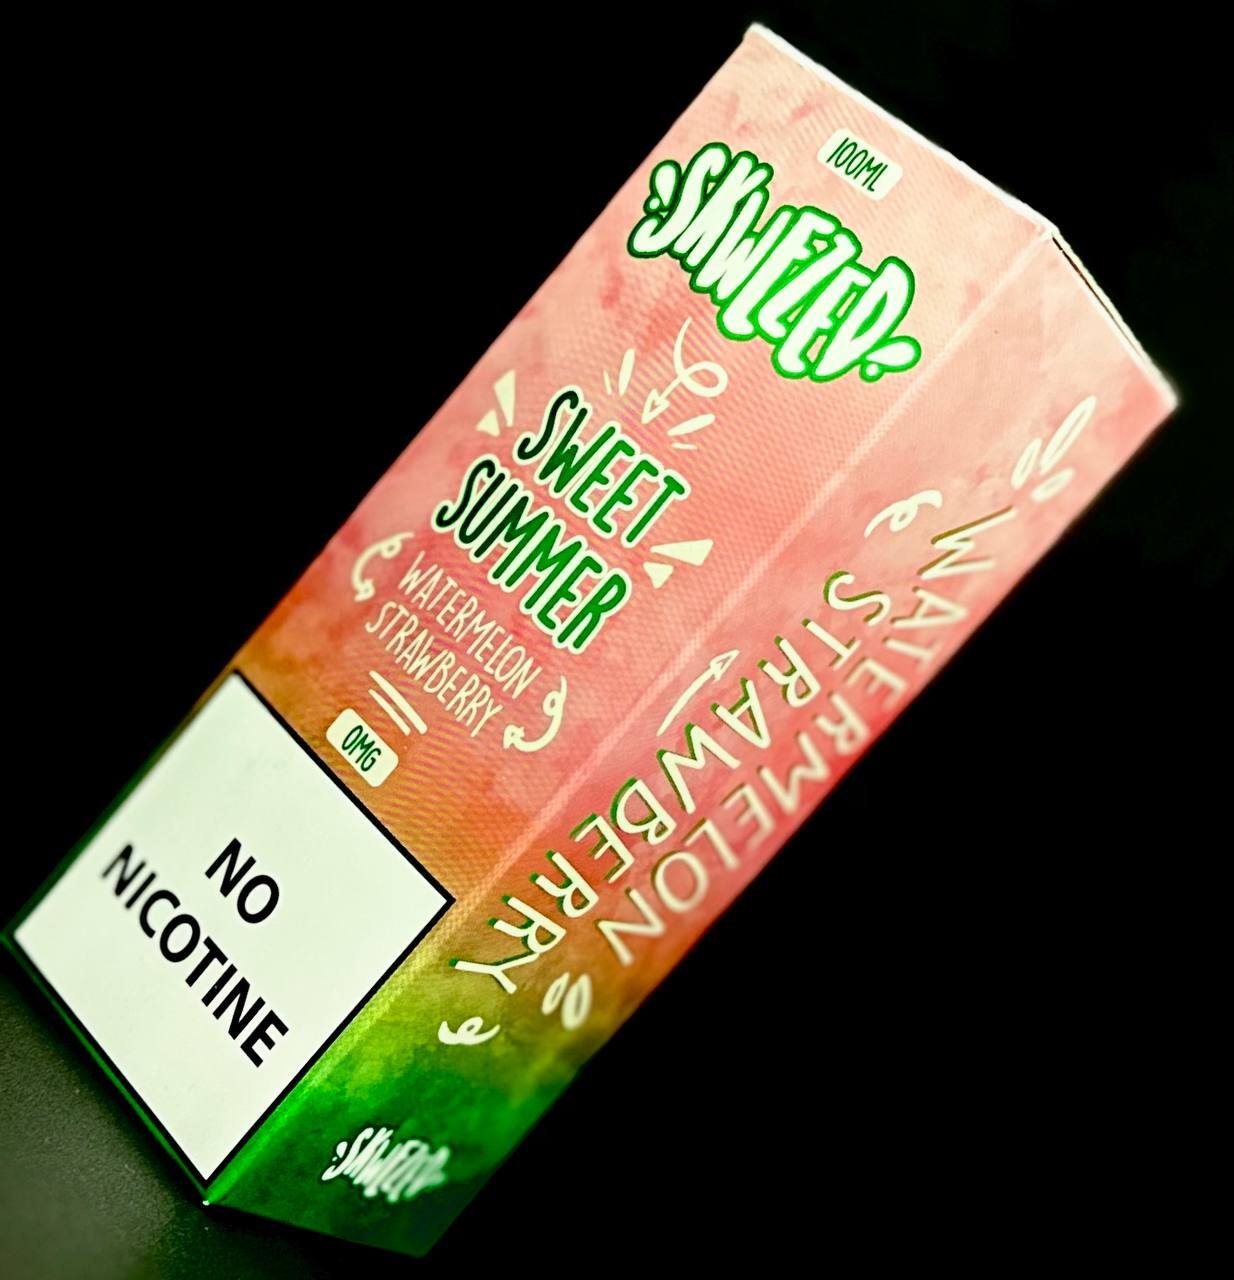 100ML
SKWEZED
SWEET
SUMMER
WATERMELON
STRAWBERRY
0MG
NO
NICOTINE
WATERMELON
STRAWBERRY
SKWEZED